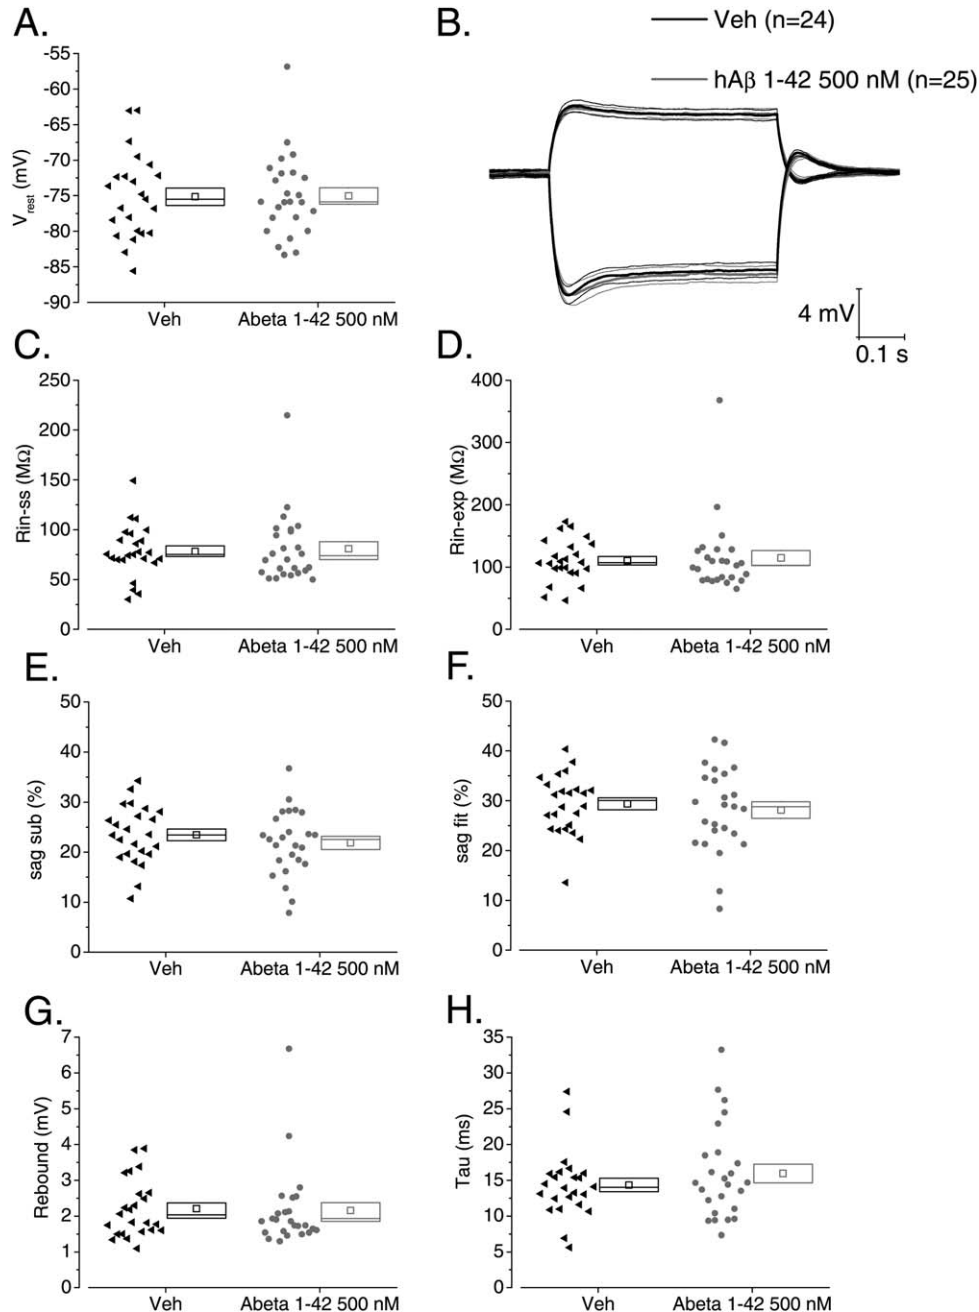 A.
-55
-60
-65
-70
-75
-80
-85
-90
Vrest (mV)
Veh
Abeta 1-42 500 nM
B.
Veh (n=24)
hAβ 1-42 500 nM (n=25)
4 mV
0.1 s
C.
250
200
150
100
50
0
Rin-ss (MΩ)
Veh
Abeta 1-42 500 nM
D.
400
300
200
100
0
Rin-exp (MΩ)
Veh
Abeta 1-42 500 nM
E.
50
40
30
20
10
0
sag sub (%)
Veh
Abeta 1-42 500 nM
F.
50
40
30
20
10
0
sag fit (%)
Veh
Abeta 1-42 500 nM
G.
7
6
5
4
3
2
1
0
Rebound (mV)
Veh
Abeta 1-42 500 nM
H.
35
30
25
20
15
10
5
0
Tau (ms)
Veh
Abeta 1-42 500 nM